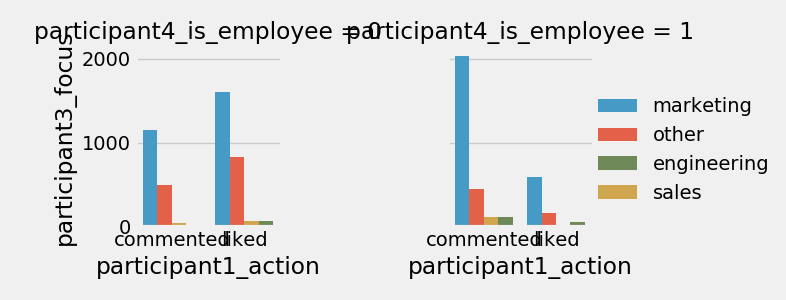 participant4_is_employee = 0
participant4_is_employee = 1
participant3_focus
2000
1000
0
commented
liked
commented
liked
participant1_action
participant1_action
marketing
other
engineering
sales